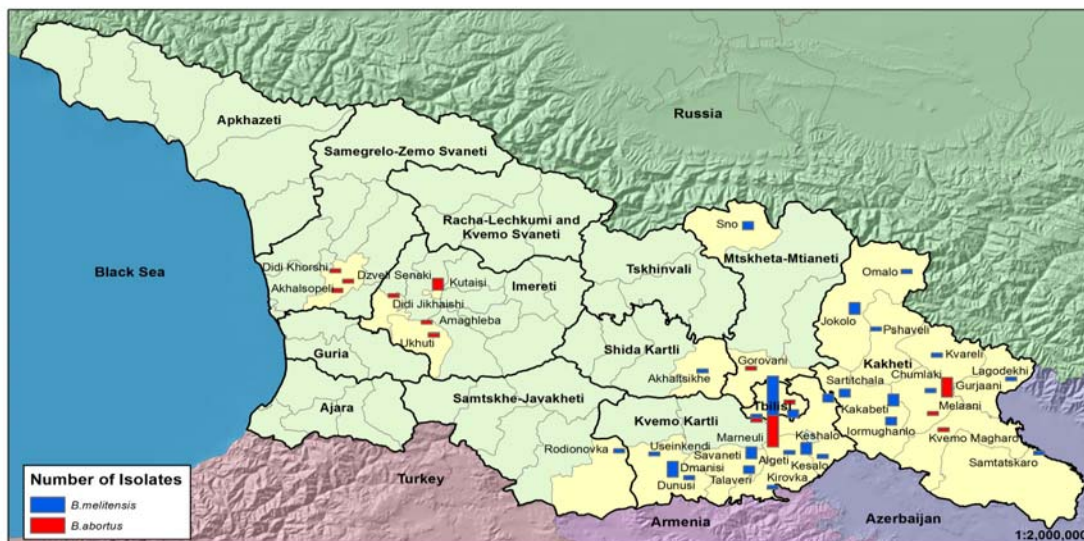 Russia
Apkhazeti
Samegrelo-Zemo Svaneti
Racha-Lechkumi and
Kvemo Svaneti
Sno
Mtskheta-Mtianeti
Black Sea
Didi Khorshi
Dzveli Senaki
Kutaisi
Imereti
Tskhinvali
Omalo
Akhalsopeli
Didi Jikhaishi
Amaghleba
Jokolo
Pshaveli
Ukhuti
Guria
Shida Kartli
Gorovani
Kakheti
Kvareli
Akhaltsikhe
Sartitchala
Chumlaki
Lagodekhi
Gurjaani
Ajara
Samtskhe-Javakheti
Tbilisi
Kakabeti
Melaani
Kvemo Kartli
Iormughanlo
Marneuli
Keshalo
Kvemo Magharo
Rodionovka
Useinkendi
Savaneti
Algeti
Kesalo
Samtatskaro
Dmanisi
Talaveri
Kirovka
Dunusi
Turkey
Armenia
Azerbaijan
1:2,000,000
Number of Isolates
B.melitensis
B.abortus